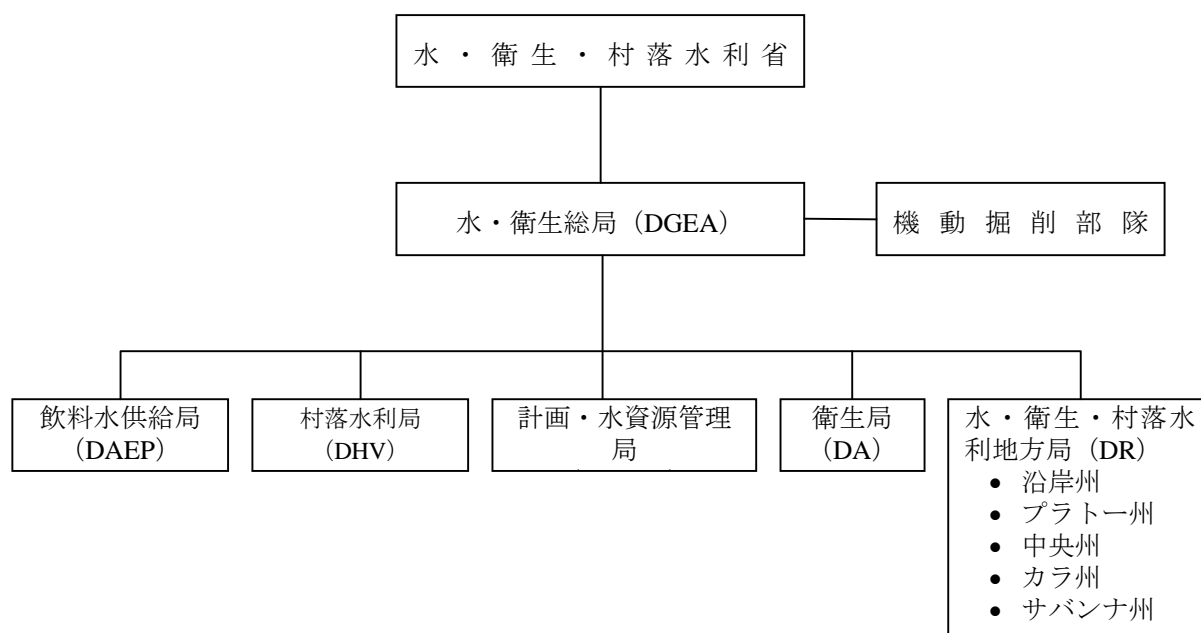 水・衛生・村落水利省
水・衛生総局（DGEA）
機動掘削部隊
飲料水供給局
（DAEP）
村落水利局
（DHV）
計画・水資源管理
局
衛生局
（DA）
水・衛生・村落水
利地方局（DR）
• 沿岸州
• プラトー州
• 中央州
• カラ州
• サバンナ州